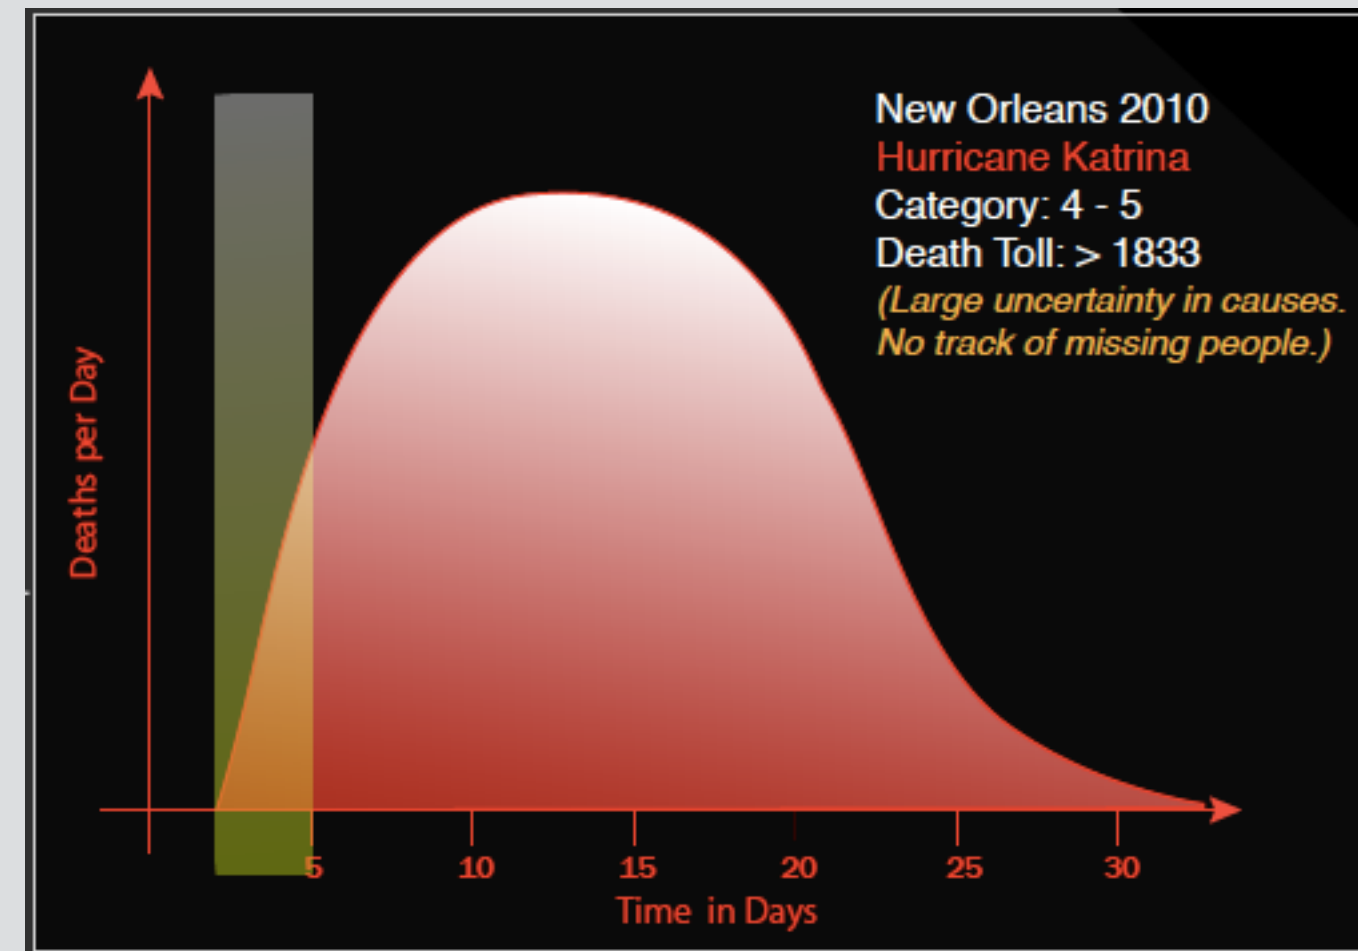 New Orleans 2010
Hurricane Katrina
Category: 4 - 5
Death Toll: > 1833
(Large uncertainty in causes.
No track of missing people.)
Deaths per Day
5 10 15 20 25 30
Time in Days